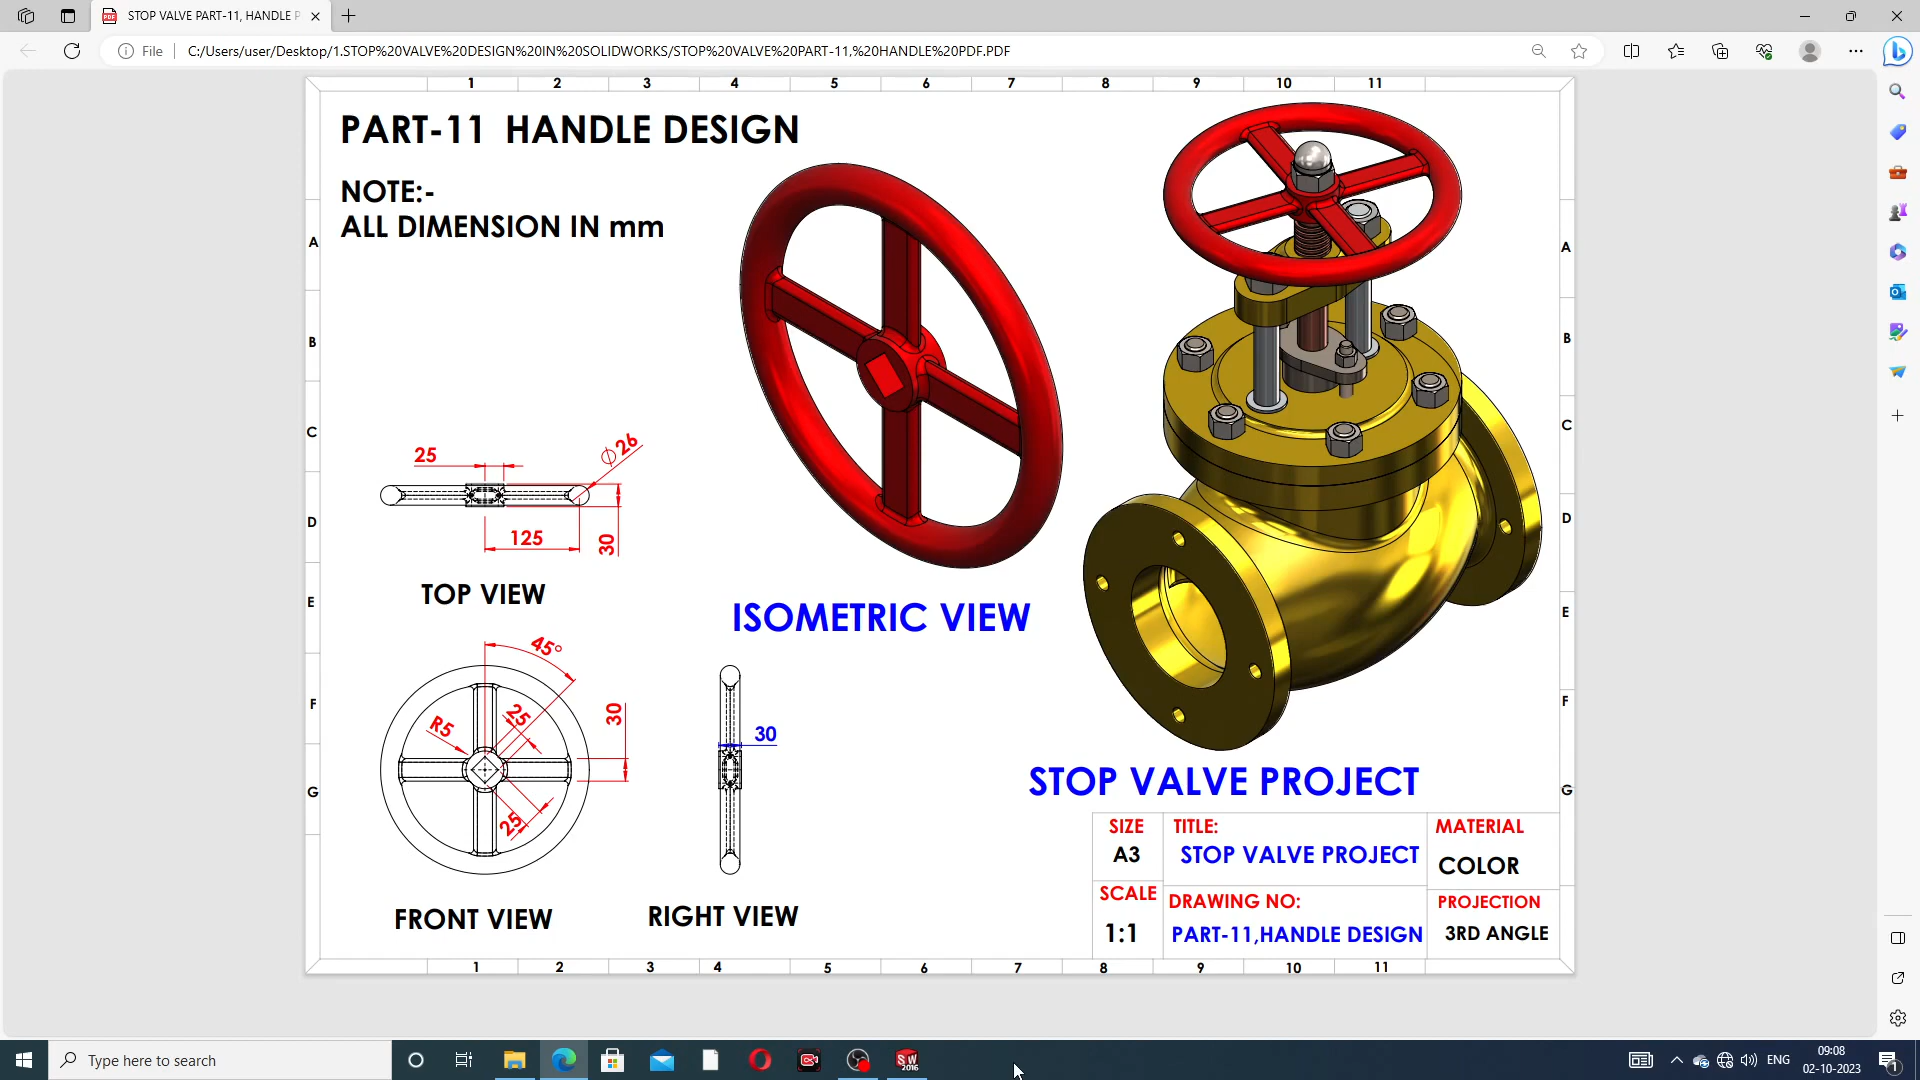 STOP VALVE PART-11, HANDLE P
File
C:/Users/user/Desktop/1.STOP%20VALVE%20DESIGN%20IN%20SOLIDWORKS/STOP%20VALVE%20PART-11,%20HANDLE%20PDF.PDF
1 2 3 4 5 6 7 8 9 10 11
PART-11 HANDLE DESIGN
NOTE:-
ALL DIMENSION IN mm
A A
B B
C C
D D
E E
F F
G G
25
∅26
125
30
TOP VIEW
ISOMETRIC VIEW
45°
R5
25
30
25
30
FRONT VIEW
RIGHT VIEW
STOP VALVE PROJECT
SIZE
A3
TITLE:
STOP VALVE PROJECT
MATERIAL
COLOR
SCALE
1:1
DRAWING NO:
PART-11,HANDLE DESIGN
PROJECTION
3RD ANGLE
1 2 3 4 5 6 7 8 9 10 11
Type here to search
SW
2016
ENG
09:08
02-10-2023
1